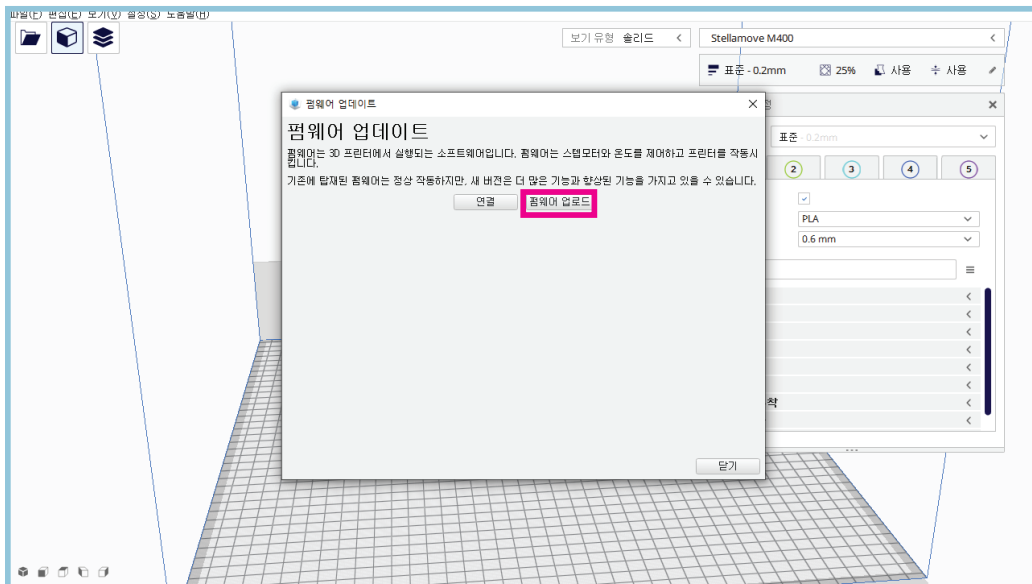 파일(F) 편집(E) 보기(V) 설정(S) 도움말(H)
보기 유형 솔리드
Stellamove M400
표준 - 0.2mm 25% 사용 사용
펌웨어 업데이트
펌웨어 업데이트
펌웨어는 3D 프린터에서 실행되는 소프트웨어입니다. 펌웨어는 스텝모터와 온도를 제어하고 프린터를 작동시
킵니다.
기존에 탑재된 펌웨어는 정상 작동하지만, 새 버전은 더 많은 기능과 향상된 기능을 가지고 있을 수 있습니다.
연결 펌웨어 업로드
표준 - 0.2mm
2 3 4 5
PLA
0.6 mm
착
닫기